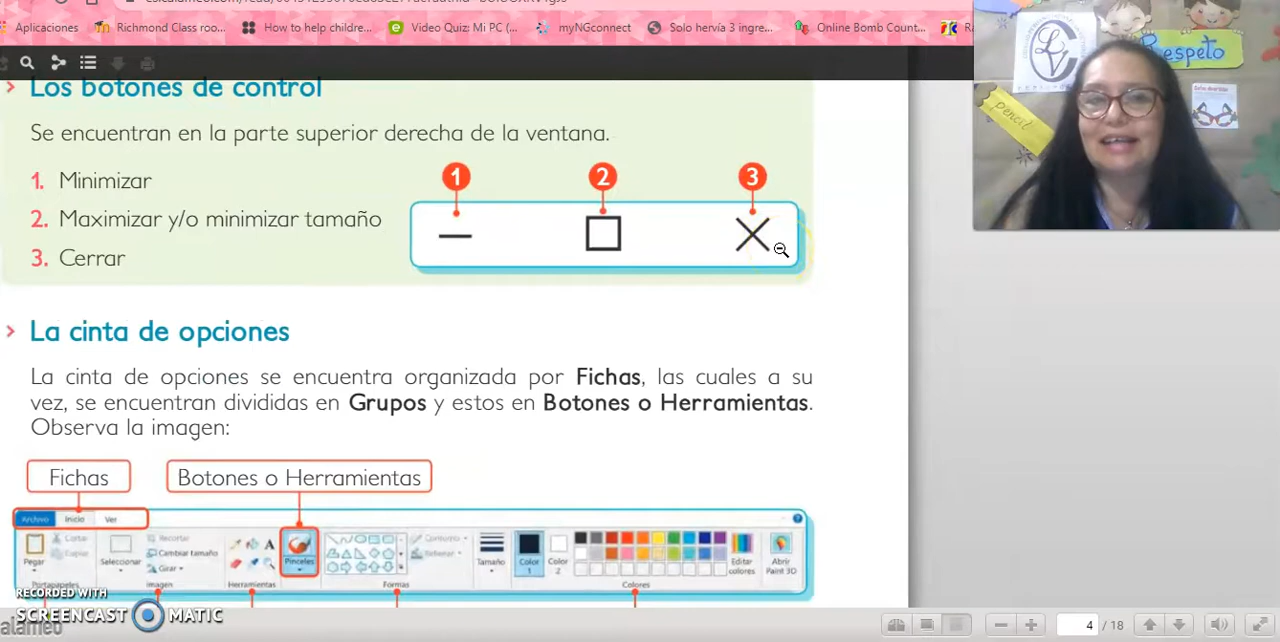 Aplicaciones Richmond Class roo... How to help childre... Video Quiz: Mi PC (... myNGconnect Solo hervía 3 ingre... Online Bomb Count...
Respeto
pencil
LV
Los botones de control
Se encuentran en la parte superior derecha de la ventana.
1. Minimizar
2. Maximizar y/o minimizar tamaño
3. Cerrar
1 2 3
La cinta de opciones
La cinta de opciones se encuentra organizada por Fichas, las cuales a su
vez, se encuentran divididas en Grupos y estos en Botones o Herramientas.
Observa la imagen:
Fichas Botones o Herramientas
Archivo Inicio Ver
Pegar Cortar Copiar
Seleccionar Recortar Cambiar tamaño Girar
A
Pinceles
Contorno
Rellenar
Tamaño Color 1 Color 2 Editar colores Abrir Paint 3D
Portapapeles Imagen Herramientas Formas Colores
RECORDED WITH
SCREENCAST MATIC
calaméo
4 / 18